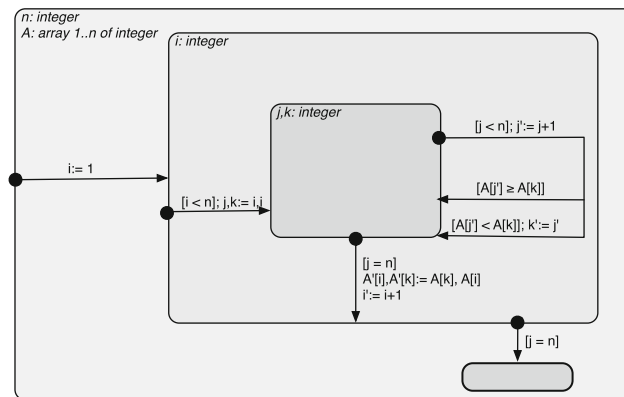 n: integer
A: array 1..n of integer
i: integer
j,k: integer
[j < n]; j':= j+1
i:= 1
[A[j'] ≥ A[k]]
[i < n]; j,k:= i,i
[A[j'] < A[k]]; k':= j'
[j = n]
A'[i],A'[k]:= A[k], A[i]
i':= i+1
[j = n]